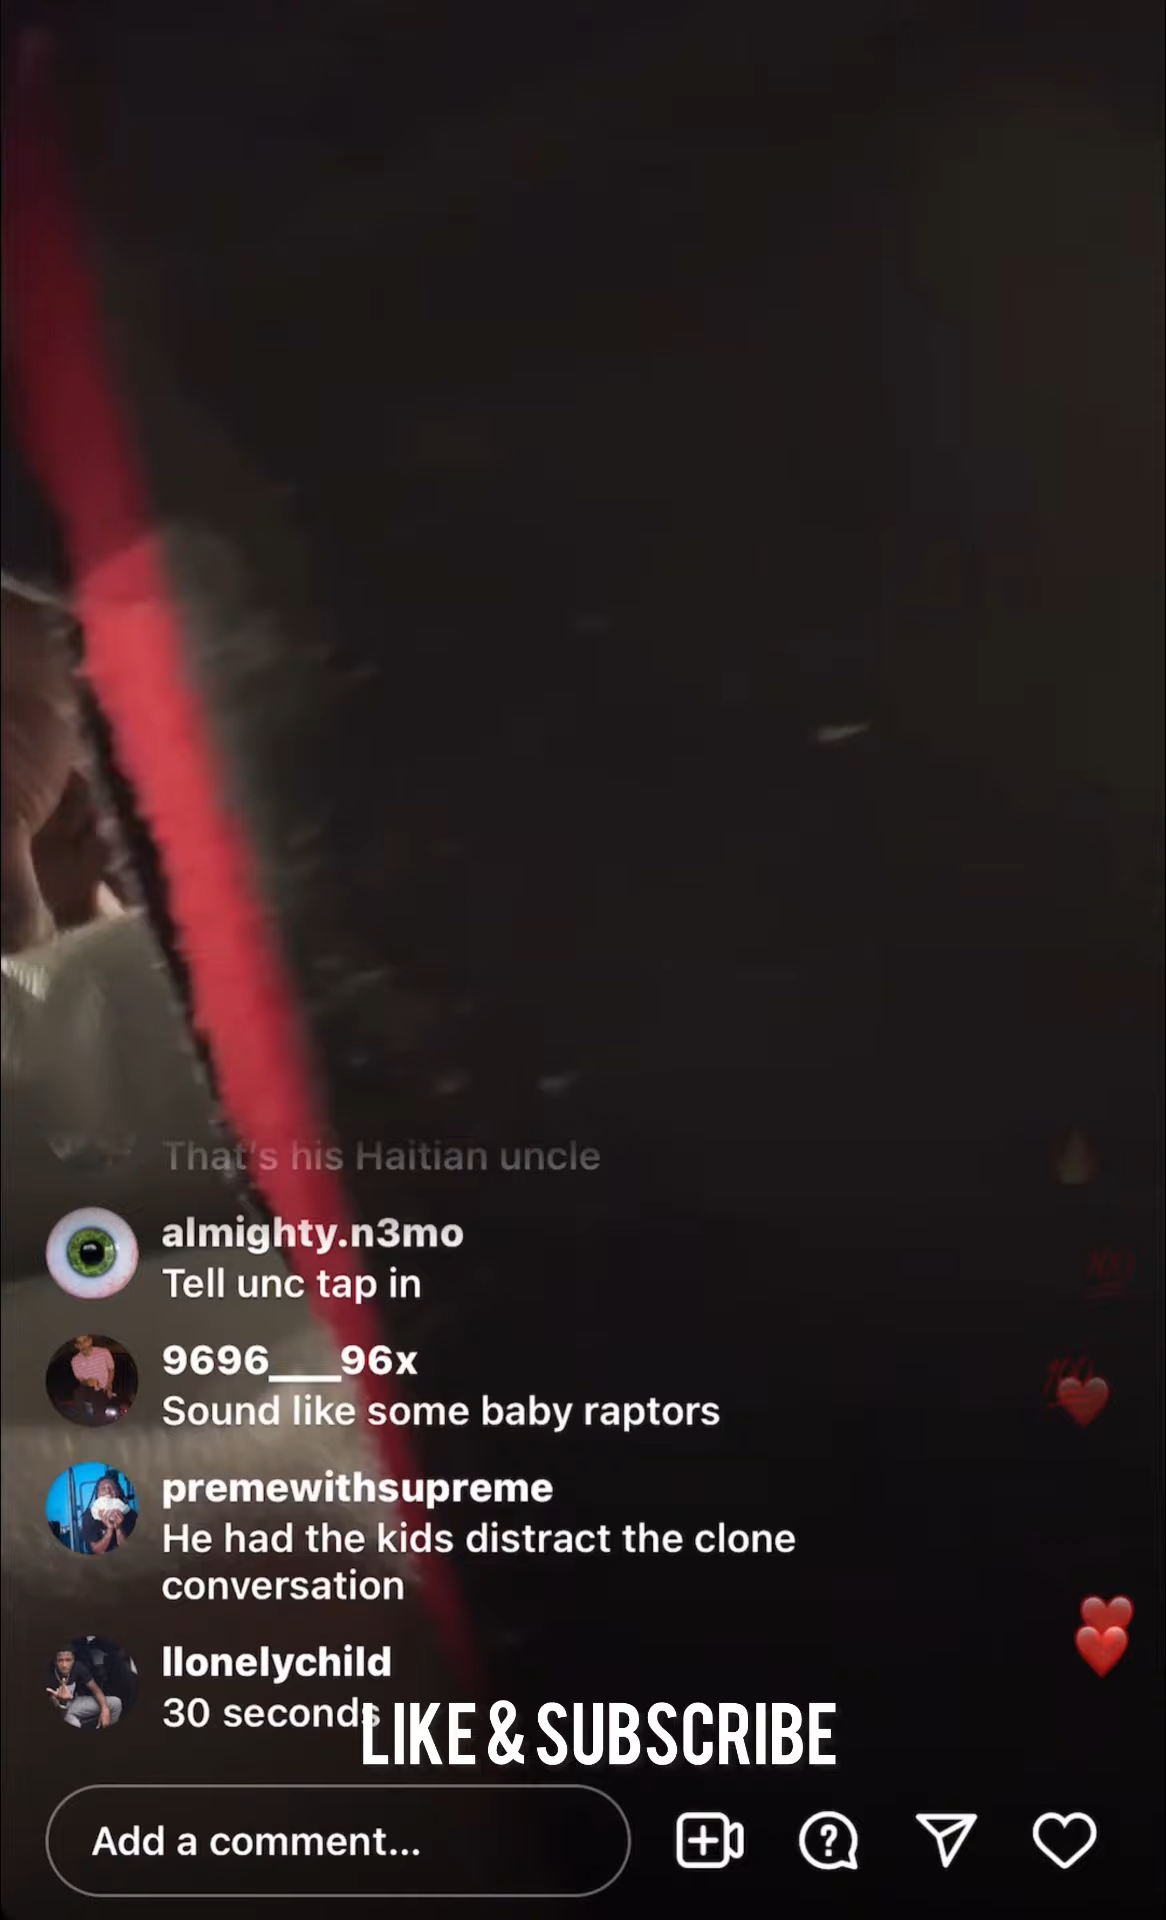 That's his Haitian uncle
almighty.n3mo
Tell unc tap in
9696___96x
Sound like some baby raptors
premewithsupreme
He had the kids distract the clone
conversation
llonelychild
30 seconds
LIKE & SUBSCRIBE
Add a comment...